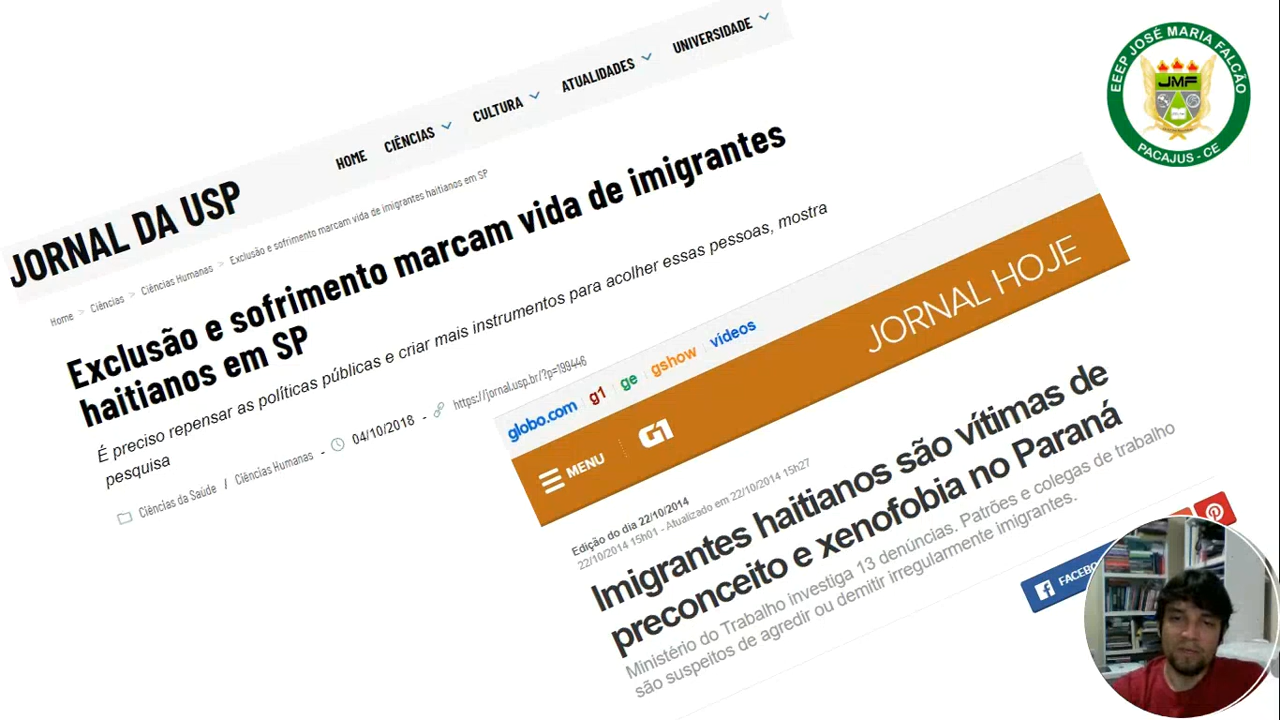 JORNAL DA USP
HOME CIÊNCIAS CULTURA ATUALIDADES UNIVERSIDADE
Home > Ciências > Ciências Humanas > Exclusão e sofrimento marcam vida de imigrantes haitianos em SP
Exclusão e sofrimento marcam vida de imigrantes
haitianos em SP
É preciso repensar as políticas públicas e criar mais instrumentos para acolher essas pessoas, mostra
pesquisa
Ciências da Saúde / Ciências Humanas - 04/10/2018 - https://jornal.usp.br/?p=199446
EEEP JOSÉ MARIA FALCÃO
JMF
PACAJUS - CE
globo.com g1 ge gshow vídeos
MENU G1 JORNAL HOJE
Edição do dia 22/10/2014
22/10/2014 15h01 - Atualizado em 22/10/2014 15h27
Imigrantes haitianos são vítimas de
preconceito e xenofobia no Paraná
Ministério do Trabalho investiga 13 denúncias. Patrões e colegas de trabalho
são suspeitos de agredir ou demitir irregularmente imigrantes.